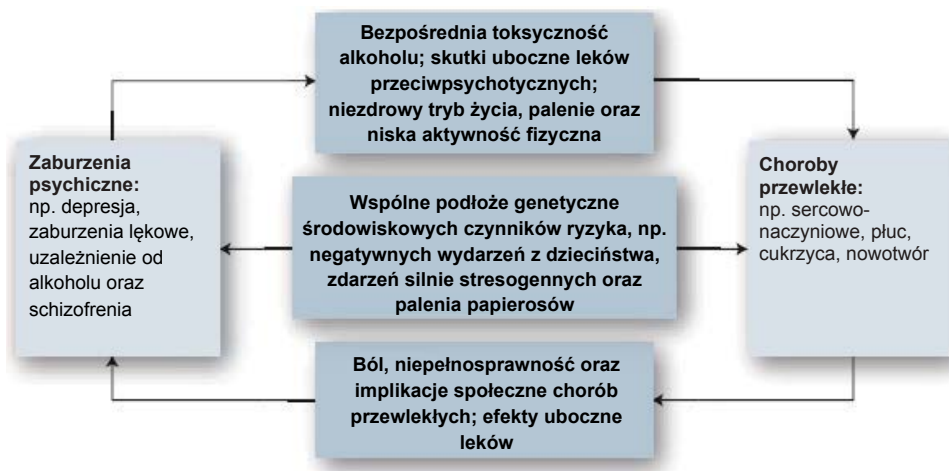 Bezpośrednia toksyczność
alkoholu; skutki uboczne leków
przeciwpsychotycznych;
niezdrowy tryb życia, palenie oraz
niska aktywność fizyczna
Zaburzenia
psychiczne:
np. depresja,
zaburzenia lękowe,
uzależnienie od
alkoholu oraz
schizofrenia
Wspólne podłoże genetyczne
środowiskowych czynników ryzyka, np.
negatywnych wydarzeń z dzieciństwa,
zdarzeń silnie stresogennych oraz
palenia papierosów
Choroby
przewlekłe:
np. sercowo-
naczyniowe, płuc,
cukrzyca, nowotwór
Ból, niepełnosprawność oraz
implikacje społeczne chorób
przewlekłych; efekty uboczne
leków